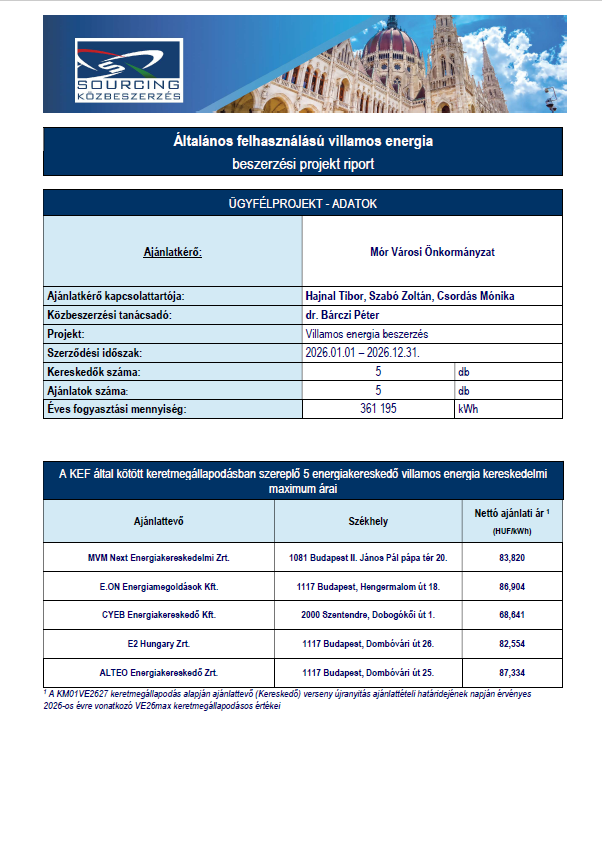 SOURCING
KÖZBESZERZÉS
Általános felhasználású villamos energia
beszerzési projekt riport
ÜGYFÉLPROJEKT - ADATOK
Ajánlatkérő: Mór Városi Önkormányzat
Ajánlatkérő kapcsolattartója: Hajnal Tibor, Szabó Zoltán, Csordás Mónika
Közbeszerzési tanácsadó: dr. Bárczi Péter
Projekt: Villamos energia beszerzés
Szerződési időszak: 2026.01.01 – 2026.12.31.
Kereskedők száma: 5 db
Ajánlatok száma: 5 db
Éves fogyasztási mennyiség: 361 195 kWh
A KEF által kötött keretmegállapodásban szereplő 5 energiakereskedő villamos energia kereskedelmi
maximum árai
Ajánlattevő Székhely Nettó ajánlati ár ¹
(HUF/kWh)
MVM Next Energiakereskedelmi Zrt. 1081 Budapest II. János Pál pápa tér 20. 83,820
E.ON Energiamegoldások Kft. 1117 Budapest, Hengermalom út 18. 86,904
CYEB Energiakereskedő Kft. 2000 Szentendre, Dobogókői út 1. 68,641
E2 Hungary Zrt. 1117 Budapest, Dombóvári út 26. 82,554
ALTEO Energiakereskedő Zrt. 1117 Budapest, Dombóvári út 25. 87,334
¹ A KM01VE2627 keretmegállapodás alapján ajánlattevő (Kereskedő) verseny újranyitás ajánlattételi határidejének napján érvényes
2026-os évre vonatkozó VE26max keretmegállapodásos értékei